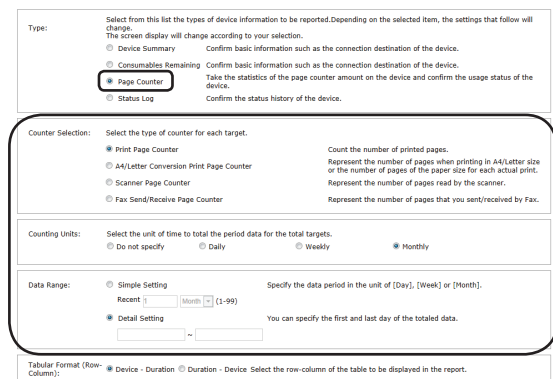 Select from this list the types of device information to be reported.Depending on the selected item, the settings that follow will
Type: change.
The screen display will change according to your selection.
Device Summary Confirm basic information such as the connection destination of the device.
Consumables Remaining Confirm basic information such as the connection destination of the device.
Page Counter Take the statistics of the page counter amount on the device and confirm the usage status of the
device.
Status Log Confirm the status history of the device.
Counter Selection: Select the type of counter for each target.
Print Page Counter Count the number of printed pages.
A4/Letter Conversion Print Page Counter Represent the number of pages when printing in A4/Letter size
or the number of pages of the paper size for each actual print.
Scanner Page Counter Represent the number of pages read by the scanner.
Fax Send/Receive Page Counter Represent the number of pages that you sent/received by Fax.
Counting Units: Select the unit of time to total the period data for the total targets.
Do not specify Daily Weekly Monthly
Data Range: Simple Setting Specify the data period in the unit of [Day], [Week] or [Month].
Recent 1 Month (1-99)
Detail Setting You can specify the first and last day of the totaled data.
~
Tabular Format (Row-
Column): Device - Duration Duration - Device Select the row-column of the table to be displayed in the report.